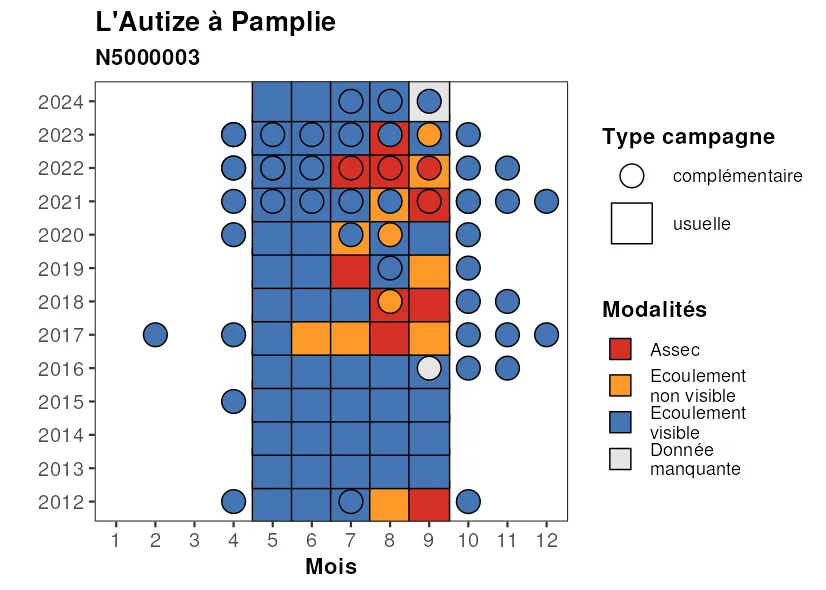 L'Autize à Pamplie
N5000003
2024
2023
2022
2021
2020
2019
2018
2017
2016
2015
2014
2013
2012
1 2 3 4 5 6 7 8 9 10 11 12
Mois
Type campagne
complémentaire
usuelle
Modalités
Assec
Ecoulement
non visible
Ecoulement
visible
Donnée
manquante